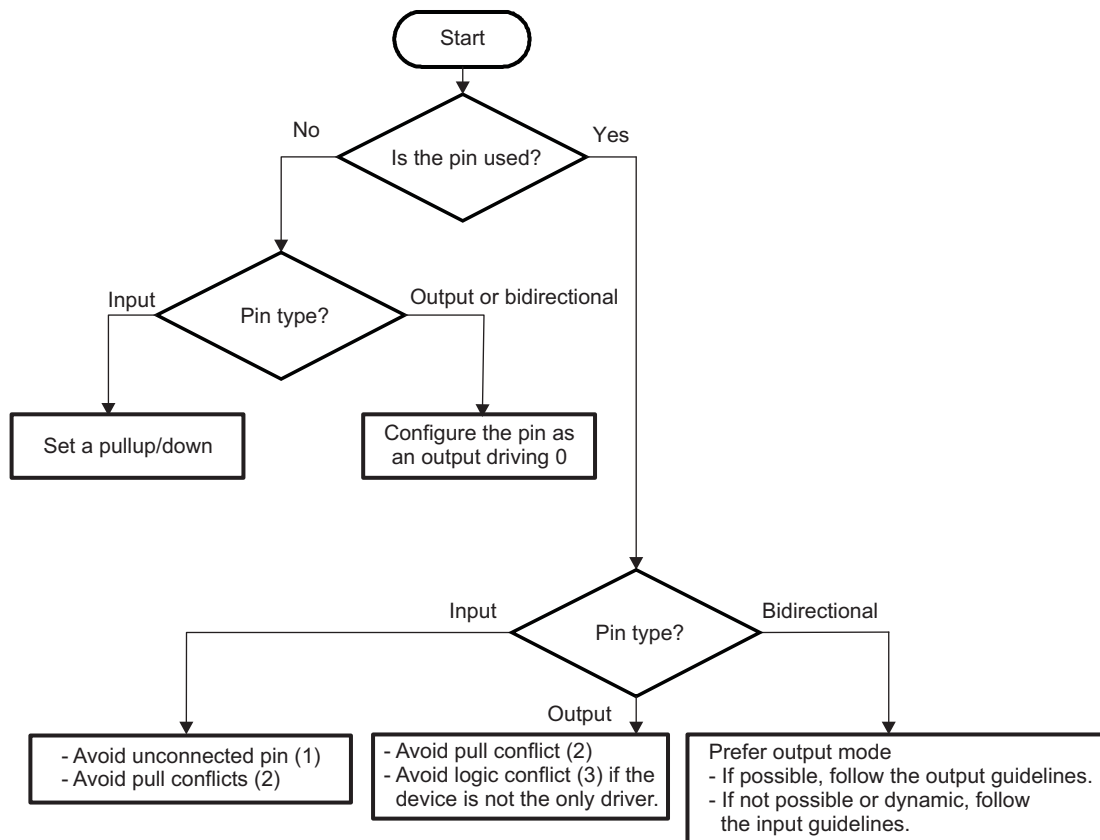 Start
No
Yes
Is the pin used?
Input
Pin type?
Output or bidirectional
Set a pullup/down
Configure the pin as
an output driving 0
Input
Pin type?
Bidirectional
Output
- Avoid unconnected pin (1)
- Avoid pull conflicts (2)
- Avoid pull conflict (2)
- Avoid logic conflict (3) if the
device is not the only driver.
Prefer output mode
- If possible, follow the output guidelines.
- If not possible or dynamic, follow
the input guidelines.